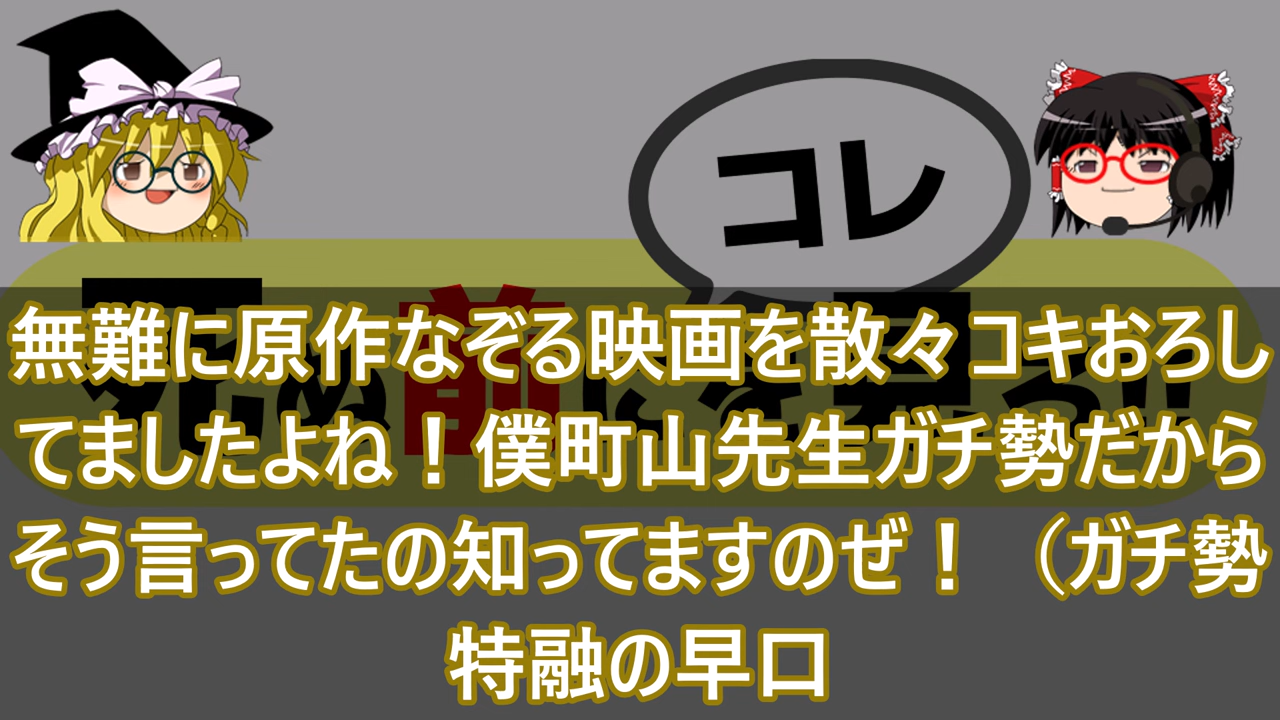 コレ
無難に原作なぞる映画を散々コキおろし
てましたよね！僕町山先生ガチ勢だから
そう言ってたの知ってますのぜ！　（ガチ勢
特融の早口